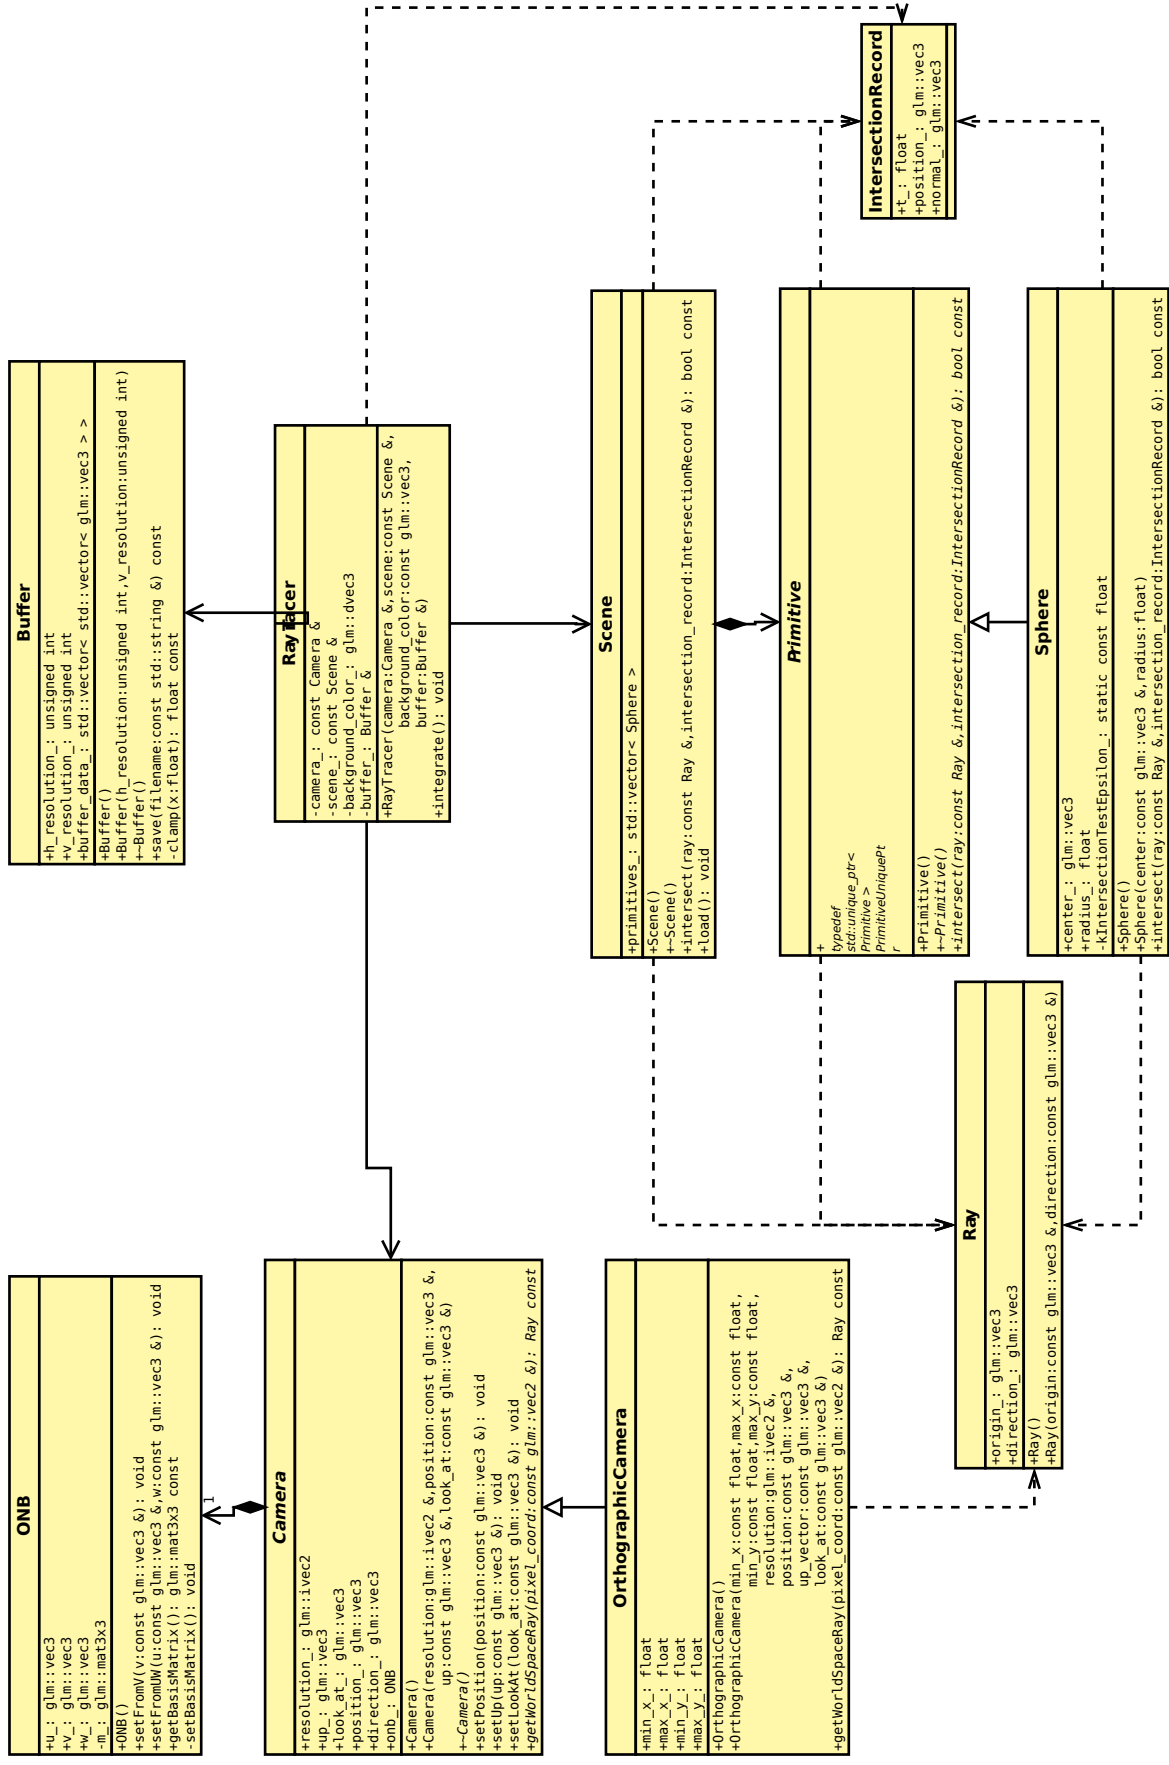 ONB
+u_: glm::vec3
+v_: glm::vec3
+w_: glm::vec3
-m_: glm::mat3x3
+ONB()
+setFromV(v:const glm::vec3 &): void
+setFromUW(u:const glm::vec3 &,w:const glm::vec3 &): void
+getBasisMatrix(): glm::mat3x3 const
-setBasisMatrix(): void
1
Camera
+resolution_: glm::ivec2
+up_: glm::vec3
+look_at_: glm::vec3
+position_: glm::vec3
+direction_: glm::vec3
+onb_: ONB
+Camera()
+Camera(resolution:glm::ivec2 &,position:const glm::vec3 &,
up:const glm::vec3 &,look_at:const glm::vec3 &)
+~Camera()
+setPosition(position:const glm::vec3 &): void
+setUp(up:const glm::vec3 &): void
+setLookAt(look_at:const glm::vec3 &): void
+getWorldSpaceRay(pixel_coord:const glm::vec2 &): Ray const
OrthographicCamera
+min_x_: float
+max_x_: float
+min_y_: float
+max_y_: float
+OrthographicCamera()
+OrthographicCamera(min_x:const float,max_x:const float,
min_y:const float,max_y:const float,
resolution:glm::ivec2 &,
position:const glm::vec3 &,
up_vector:const glm::vec3 &,
look_at:const glm::vec3 &)
+getWorldSpaceRay(pixel_coord:const glm::vec2 &): Ray const
Ray
+origin_: glm::vec3
+direction_: glm::vec3
+Ray()
+Ray(origin:const glm::vec3 &,direction:const glm::vec3 &)
Buffer
+h_resolution_: unsigned int
+v_resolution_: unsigned int
+buffer_data_: std::vector< std::vector< glm::vec3 > >
+Buffer()
+Buffer(h_resolution:unsigned int,v_resolution:unsigned int)
+~Buffer()
+save(filename:const std::string &) const
-clamp(x:float): float const
RayTracer
-camera_: const Camera &
-scene_: const Scene &
-background_color_: glm::dvec3
-buffer_: Buffer &
+RayTracer(camera:Camera &,scene:const Scene &,
background_color:const glm::vec3,
buffer:Buffer &)
+integrate(): void
Scene
+primitives_: std::vector< Sphere >
+Scene()
+~Scene()
+intersect(ray:const Ray &,intersection_record:IntersectionRecord &): bool const
+load(): void
Primitive
+
typedef
std::unique_ptr<
Primitive >
PrimitiveUniquePt
r
+Primitive()
+~Primitive()
+intersect(ray:const Ray &,intersection_record:IntersectionRecord &): bool const
Sphere
+center_: glm::vec3
+radius_: float
-kIntersectionTestEpsilon_: static const float
+Sphere()
+Sphere(center:const glm::vec3 &,radius:float)
+intersect(ray:const Ray &,intersection_record:IntersectionRecord &): bool const
IntersectionRecord
+t_: float
+position_: glm::vec3
+normal_: glm::vec3